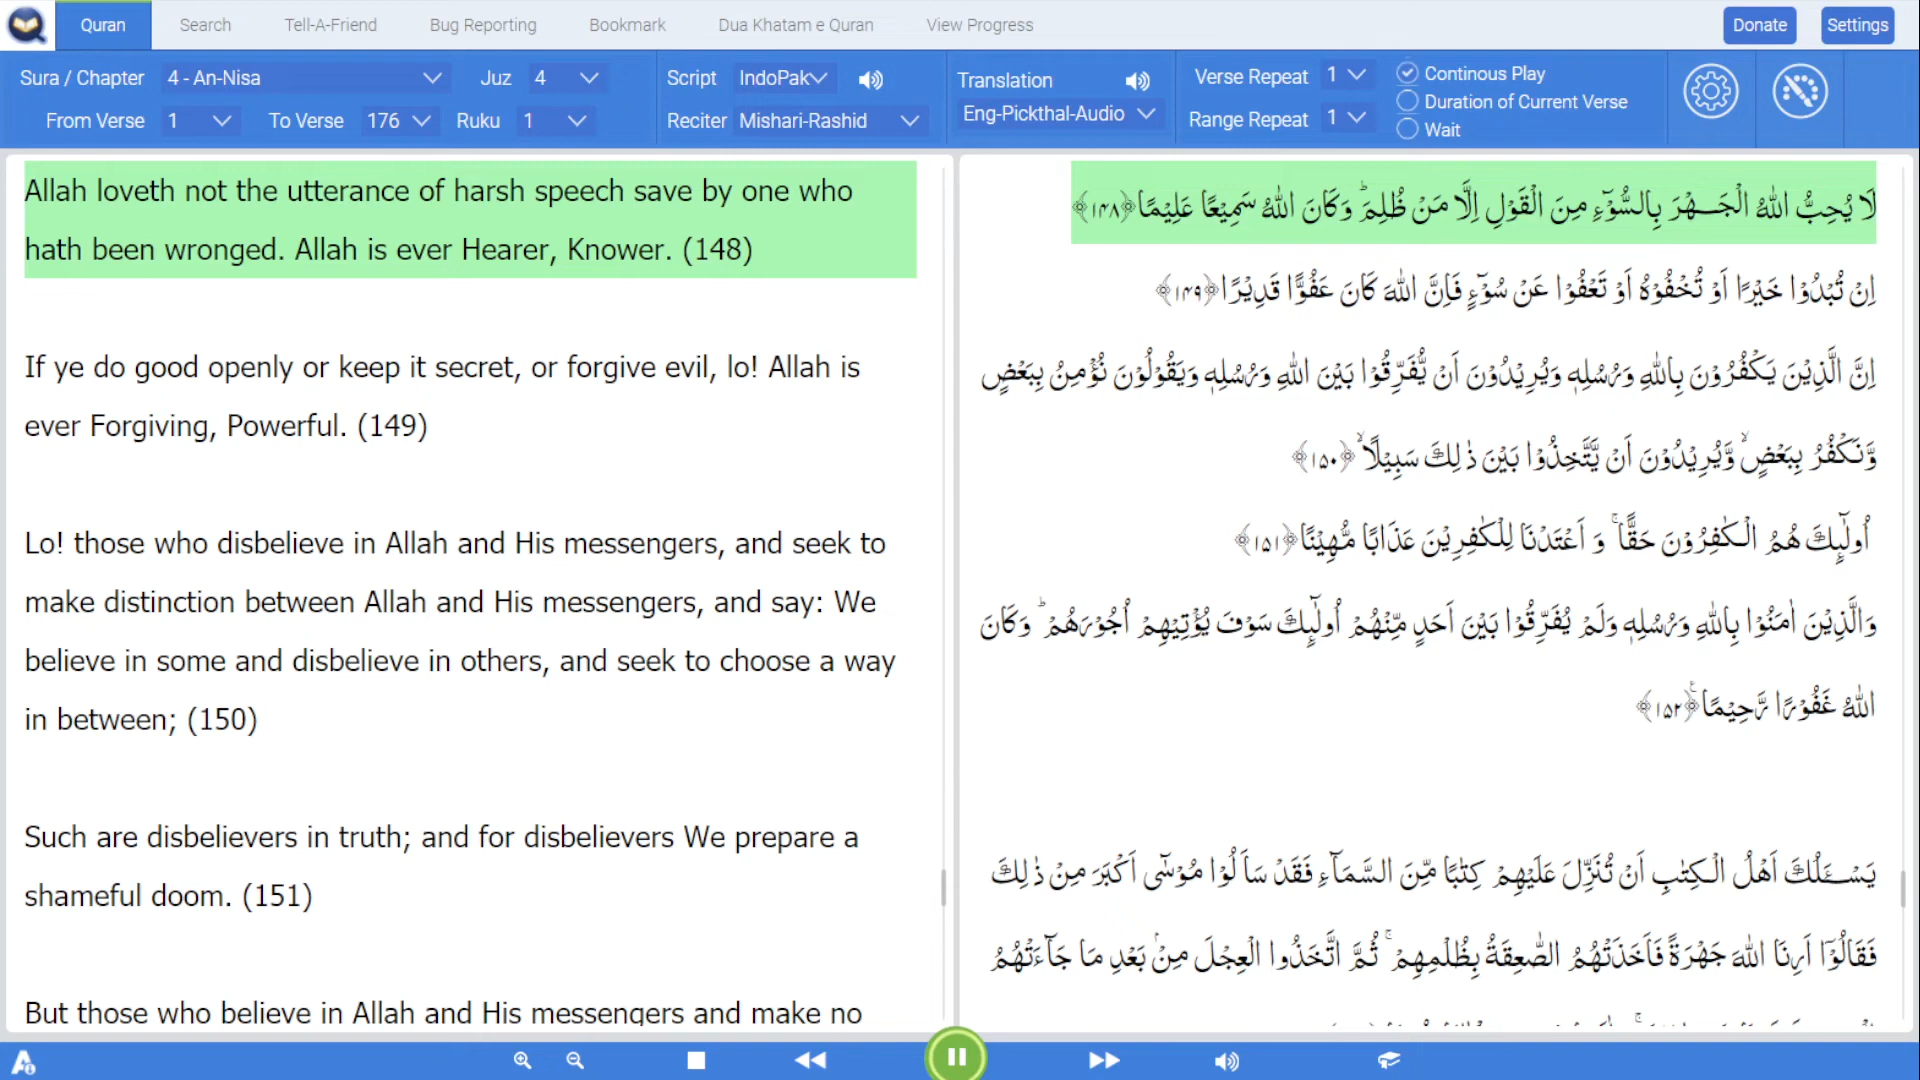 Quran Search Tell-A-Friend Bug Reporting Bookmark Dua Khatam e Quran View Progress Donate Settings
Sura / Chapter 4 - An-Nisa Juz 4 Script IndoPak Translation Verse Repeat 1 Continous Play
Duration of Current Verse
From Verse 1 To Verse 176 Ruku 1 Reciter Mishari-Rashid Eng-Pickthal-Audio Range Repeat 1 Wait
Allah loveth not the utterance of harsh speech save by one who
hath been wronged. Allah is ever Hearer, Knower. (148)
If ye do good openly or keep it secret, or forgive evil, lo! Allah is
ever Forgiving, Powerful. (149)
Lo! those who disbelieve in Allah and His messengers, and seek to
make distinction between Allah and His messengers, and say: We
believe in some and disbelieve in others, and seek to choose a way
in between; (150)
Such are disbelievers in truth; and for disbelievers We prepare a
shameful doom. (151)
But those who believe in Allah and His messengers and make no
لَا يُحِبُّ اللّٰهُ الْجَــهْرَ بِالسُّوْٓءِ مِنَ الْقَوْلِ اِلَّا مَنْ ظُلِمَ ؕ وَكَانَ اللّٰهُ سَمِيْعًا عَلِيْمًا ﴿۱۴۸﴾
اِنْ تُبْدُوْا خَيْرًا اَوْ تُخْفُوْهُ اَوْ تَعْفُوْا عَنْ سُوْٓءٍ فَاِنَّ اللّٰهَ كَانَ عَفُوًّا قَدِيْرًا ﴿۱۴۹﴾
اِنَّ الَّذِيْنَ يَكْفُرُوْنَ بِاللّٰهِ وَرُسُلِهٖ وَيُرِيْدُوْنَ اَنْ يُّفَرِّقُوْا بَيْنَ اللّٰهِ وَرُسُلِهٖ وَيَقُوْلُوْنَ نُؤْمِنُ بِبَعْضٍ
وَّنَكْفُرُ بِبَعْضٍ ۙ وَّيُرِيْدُوْنَ اَنْ يَّتَّخِذُوْا بَيْنَ ذٰ لِكَ سَبِيْلًا ۙ ﴿۱۵۰﴾
اُولٰٓٮِٕكَ هُمُ الْـكٰفِرُوْنَ حَقًّا ۚ وَ اَعْتَدْنَا لِلْكٰفِرِيْنَ عَذَابًا مُّهِيْنًا ﴿۱۵۱﴾
وَالَّذِيْنَ اٰمَنُوْا بِاللّٰهِ وَرُسُلِهٖ وَلَمْ يُفَرِّقُوْا بَيْنَ اَحَدٍ مِّنْهُمْ اُولٰٓٮِٕكَ سَوْفَ يُؤْتِيْهِمْ اُجُوْرَهُمْ ؕ وَكَانَ
اللّٰهُ غَفُوْرًا رَّحِيْمًا ۚ ﴿۱۵۲﴾
يَسْــَٔلُكَ اَهْلُ الْـكِتٰبِ اَنْ تُنَزِّلَ عَلَيْهِمْ كِتٰبًا مِّنَ السَّمَآءِ فَقَدْ سَاَ لُوْا مُوْسٰٓى اَكْبَرَ مِنْ ذٰ لِكَ
فَقَالُوْۤا اَرِنَا اللّٰهَ جَهْرَةً فَاَخَذَتْهُمُ الصّٰعِقَةُ بِظُلْمِهِمْ ۚ ثُمَّ اتَّخَذُوا الْعِجْلَ مِنْۢ بَعْدِ مَا جَآءَتْهُمُ